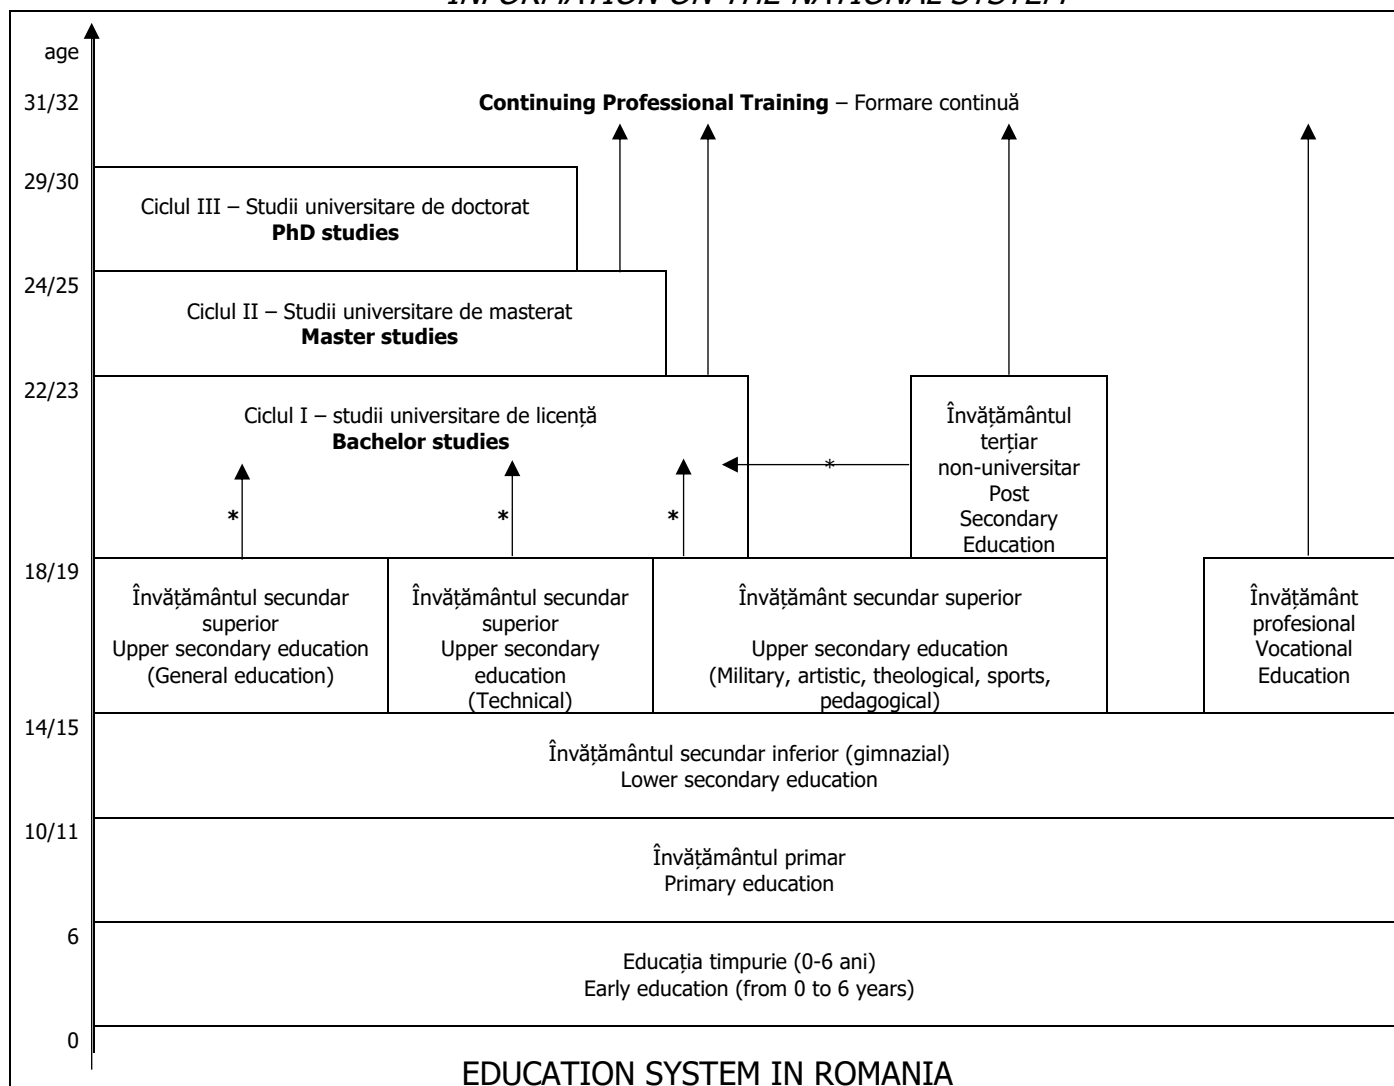 INFORMATION ON THE NATIONAL SYSTEM
age
31/32
Continuing Professional Training – Formare continuă
29/30
Ciclul III – Studii universitare de doctorat
PhD studies
24/25
Ciclul II – Studii universitare de masterat
Master studies
22/23
Ciclul I – studii universitare de licență
Bachelor studies
Învățământul
terțiar
non-universitar
Post
Secondary
Education
*
*
*
*
18/19
Învățământul secundar
superior
Upper secondary education
(General education)
Învățământul secundar
superior
Upper secondary
education
(Technical)
Învățământ secundar superior
Upper secondary education
(Military, artistic, theological, sports,
pedagogical)
Învățământ
profesional
Vocational
Education
14/15
Învățământul secundar inferior (gimnazial)
Lower secondary education
10/11
Învățământul primar
Primary education
6
Educația timpurie (0-6 ani)
Early education (from 0 to 6 years)
0
EDUCATION SYSTEM IN ROMANIA